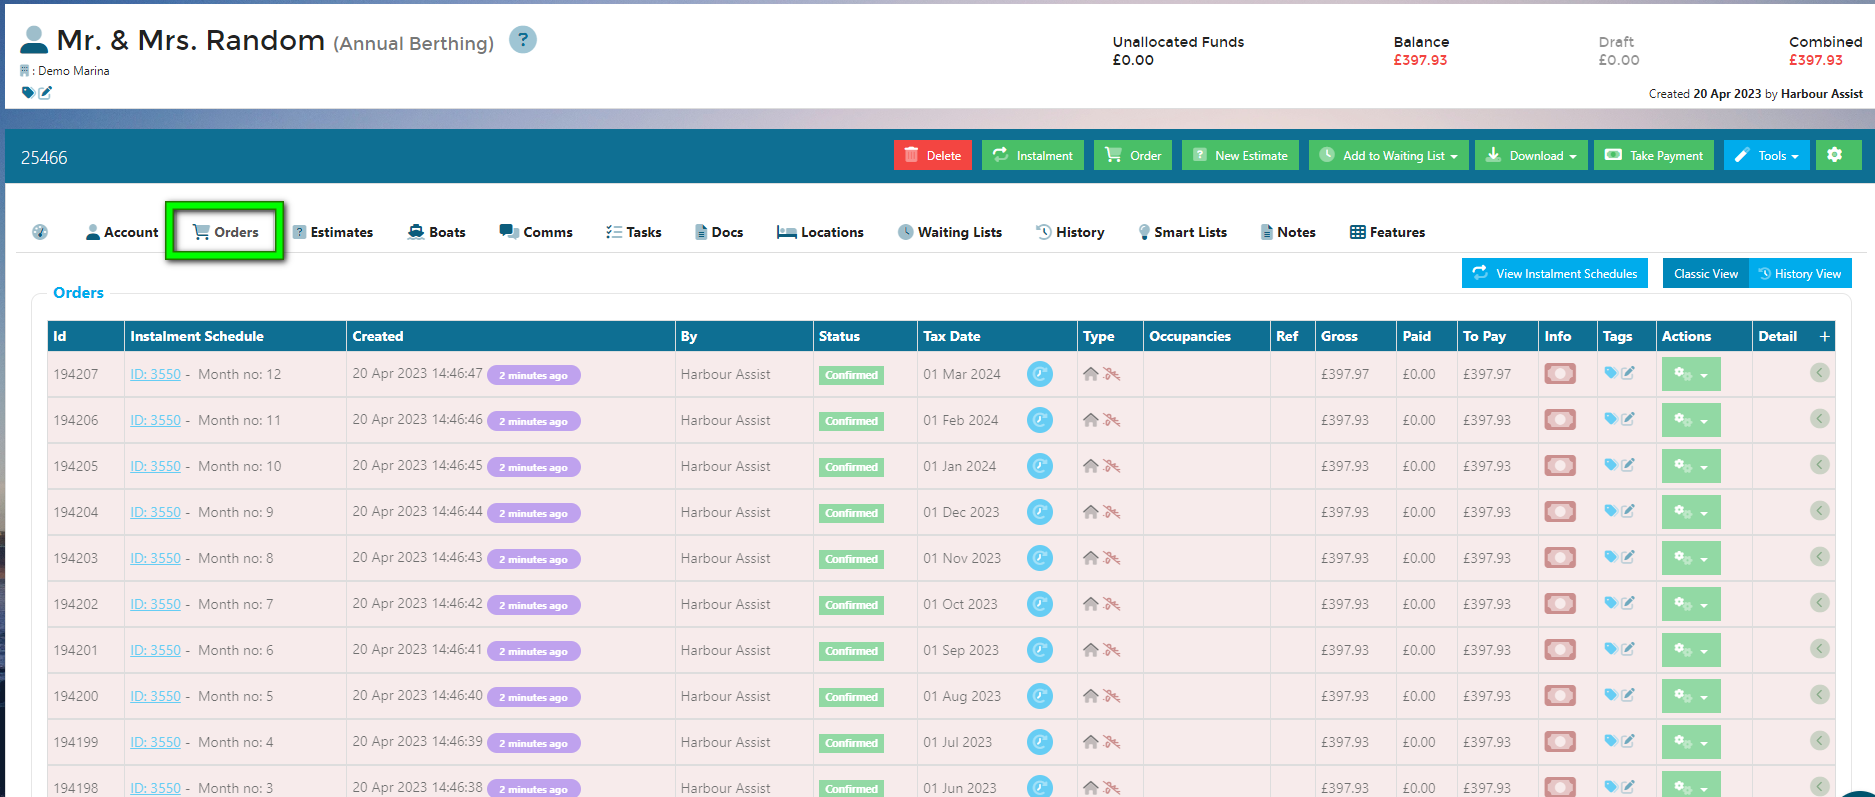 Mr. & Mrs. Random (Annual Berthing) ?
: Demo Marina
Unallocated Funds Balance Draft Combined
£0.00 £397.93 £0.00 £397.93
Created 20 Apr 2023 by Harbour Assist
25466 Delete Instalment Order ? New Estimate Add to Waiting List Download Take Payment Tools
Account Orders ? Estimates Boats Comms Tasks Docs Locations Waiting Lists History Smart Lists Notes Features
View Instalment Schedules Classic View History View
Orders
Id Instalment Schedule Created By Status Tax Date Type Occupancies Ref Gross Paid To Pay Info Tags Actions Detail +
194207 ID: 3550 - Month no: 12 20 Apr 2023 14:46:47 2 minutes ago Harbour Assist Confirmed 01 Mar 2024 £397.97 £0.00 £397.97
194206 ID: 3550 - Month no: 11 20 Apr 2023 14:46:46 2 minutes ago Harbour Assist Confirmed 01 Feb 2024 £397.93 £0.00 £397.93
194205 ID: 3550 - Month no: 10 20 Apr 2023 14:46:45 2 minutes ago Harbour Assist Confirmed 01 Jan 2024 £397.93 £0.00 £397.93
194204 ID: 3550 - Month no: 9 20 Apr 2023 14:46:44 2 minutes ago Harbour Assist Confirmed 01 Dec 2023 £397.93 £0.00 £397.93
194203 ID: 3550 - Month no: 8 20 Apr 2023 14:46:43 2 minutes ago Harbour Assist Confirmed 01 Nov 2023 £397.93 £0.00 £397.93
194202 ID: 3550 - Month no: 7 20 Apr 2023 14:46:42 2 minutes ago Harbour Assist Confirmed 01 Oct 2023 £397.93 £0.00 £397.93
194201 ID: 3550 - Month no: 6 20 Apr 2023 14:46:41 2 minutes ago Harbour Assist Confirmed 01 Sep 2023 £397.93 £0.00 £397.93
194200 ID: 3550 - Month no: 5 20 Apr 2023 14:46:40 2 minutes ago Harbour Assist Confirmed 01 Aug 2023 £397.93 £0.00 £397.93
194199 ID: 3550 - Month no: 4 20 Apr 2023 14:46:39 2 minutes ago Harbour Assist Confirmed 01 Jul 2023 £397.93 £0.00 £397.93
194198 ID: 3550 - Month no: 3 20 Apr 2023 14:46:38 2 minutes ago Harbour Assist Confirmed 01 Jun 2023 £397.93 £0.00 £397.93